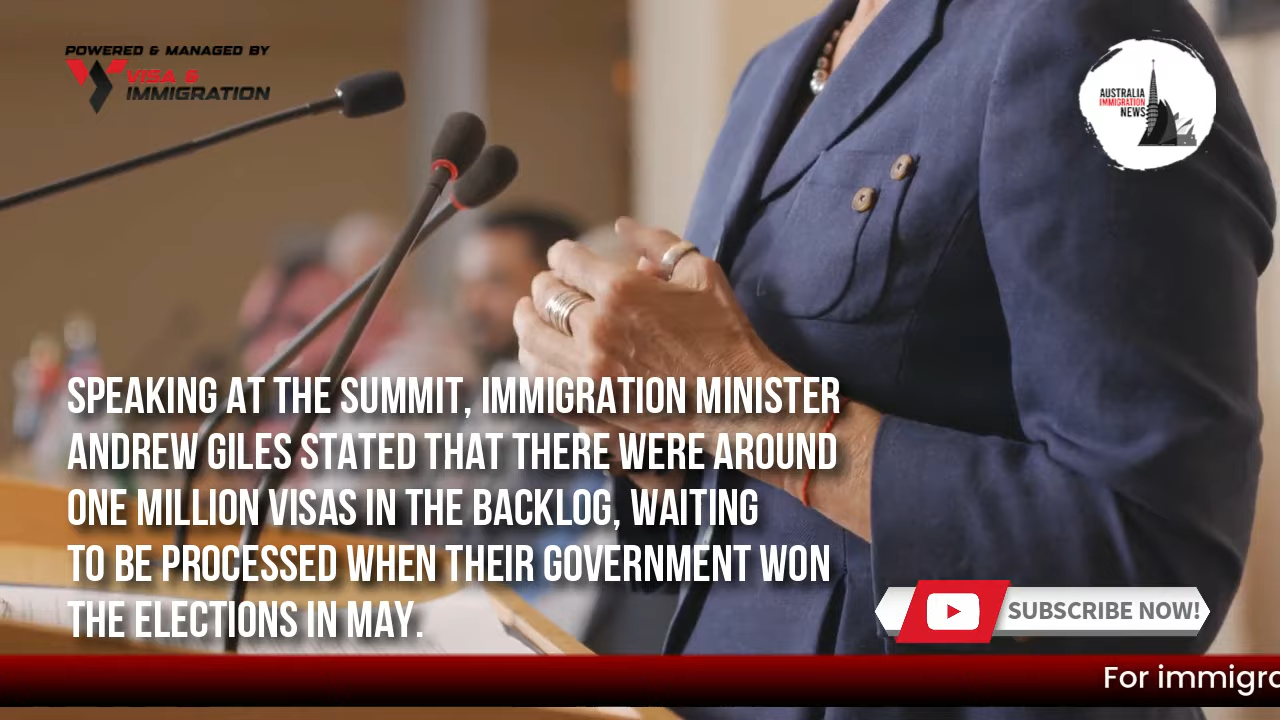 POWERED & MANAGED BY
VISA &
IMMIGRATION
AUSTRALIA
IMMIGRATION
NEWS
SPEAKING AT THE SUMMIT, IMMIGRATION MINISTER
ANDREW GILES STATED THAT THERE WERE AROUND
ONE MILLION VISAS IN THE BACKLOG, WAITING
TO BE PROCESSED WHEN THEIR GOVERNMENT WON
THE ELECTIONS IN MAY.
SUBSCRIBE NOW!
For immigra